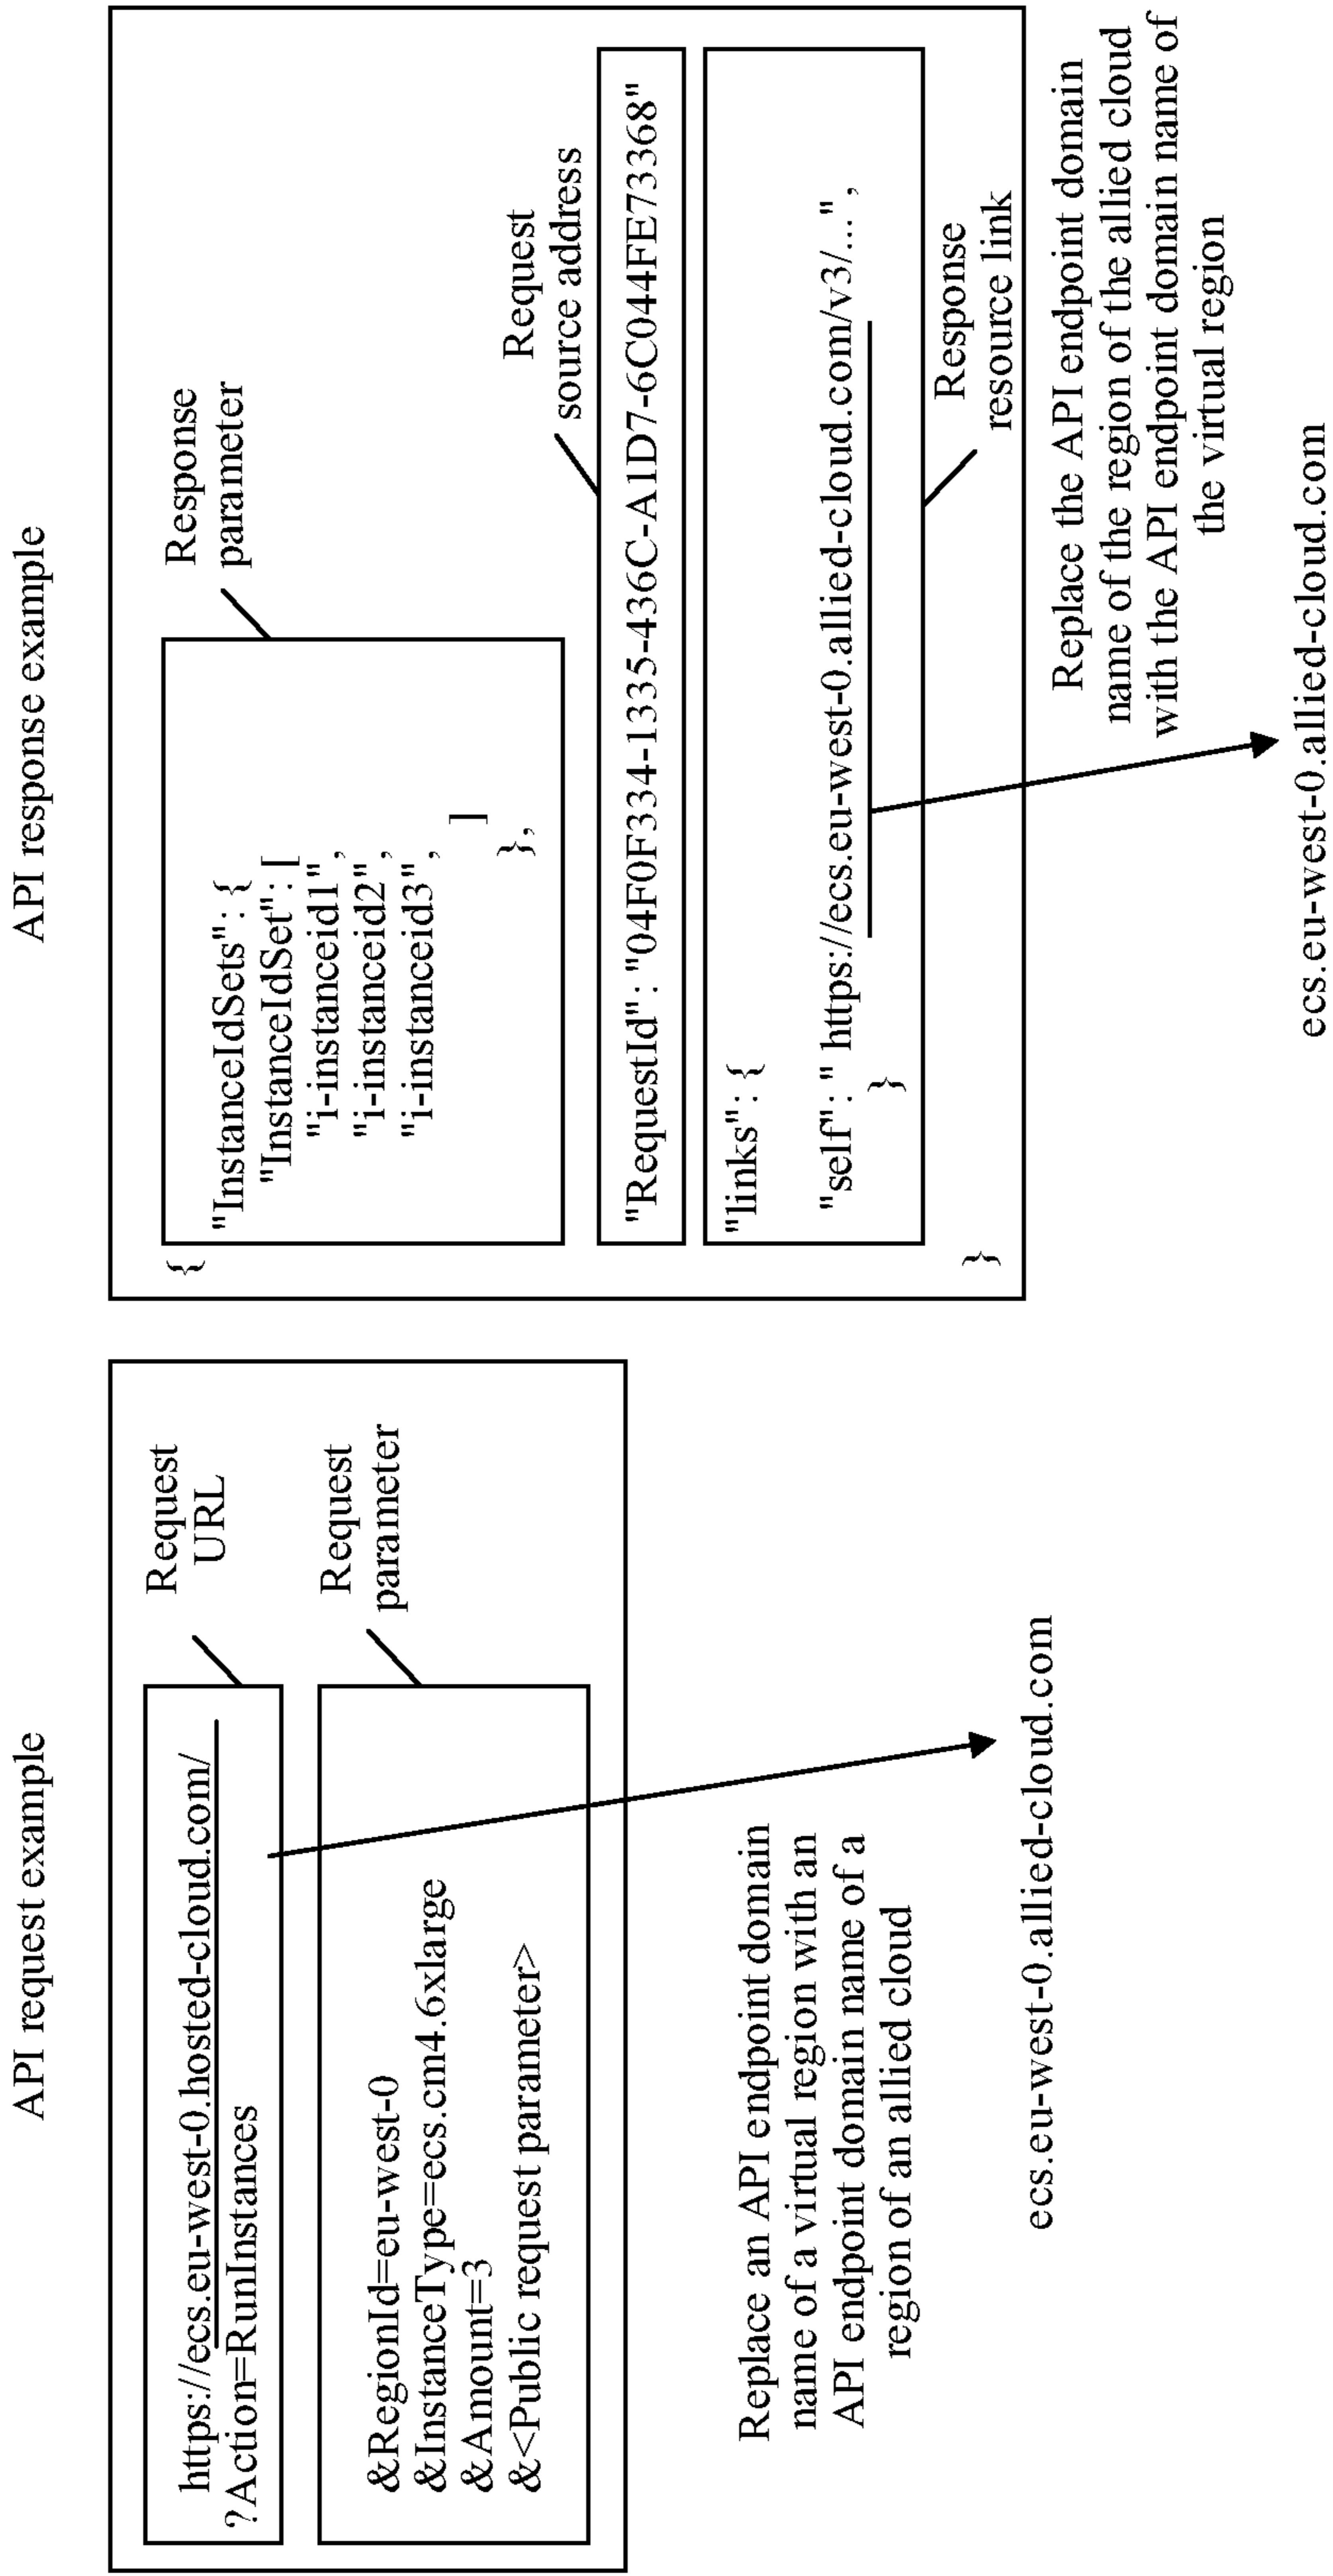 API request example
https://ecs.eu-west-0.hosted-cloud.com/
?Action=RunInstances
Request
URL
&RegionId=eu-west-0
&InstanceType=ecs.cm4.6xlarge
&Amount=3
&<Public request parameter>
Request
parameter
Replace an API endpoint domain
name of a virtual region with an
API endpoint domain name of a
region of an allied cloud
ecs.eu-west-0.allied-cloud.com
API response example
{
"InstanceIdSets": {
"InstanceIdSet": [
"i-instanceid1",
"i-instanceid2",
"i-instanceid3",
]
},
Response
parameter
Request
source address
"RequestId": "04F0F334-1335-436C-A1D7-6C044FE73368"
"links": {
"self": " https://ecs.eu-west-0.allied-cloud.com/v3/...",
}
Response
resource link
}
Replace the API endpoint domain
name of the region of the allied cloud
with the API endpoint domain name of
the virtual region
ecs.eu-west-0.allied-cloud.com